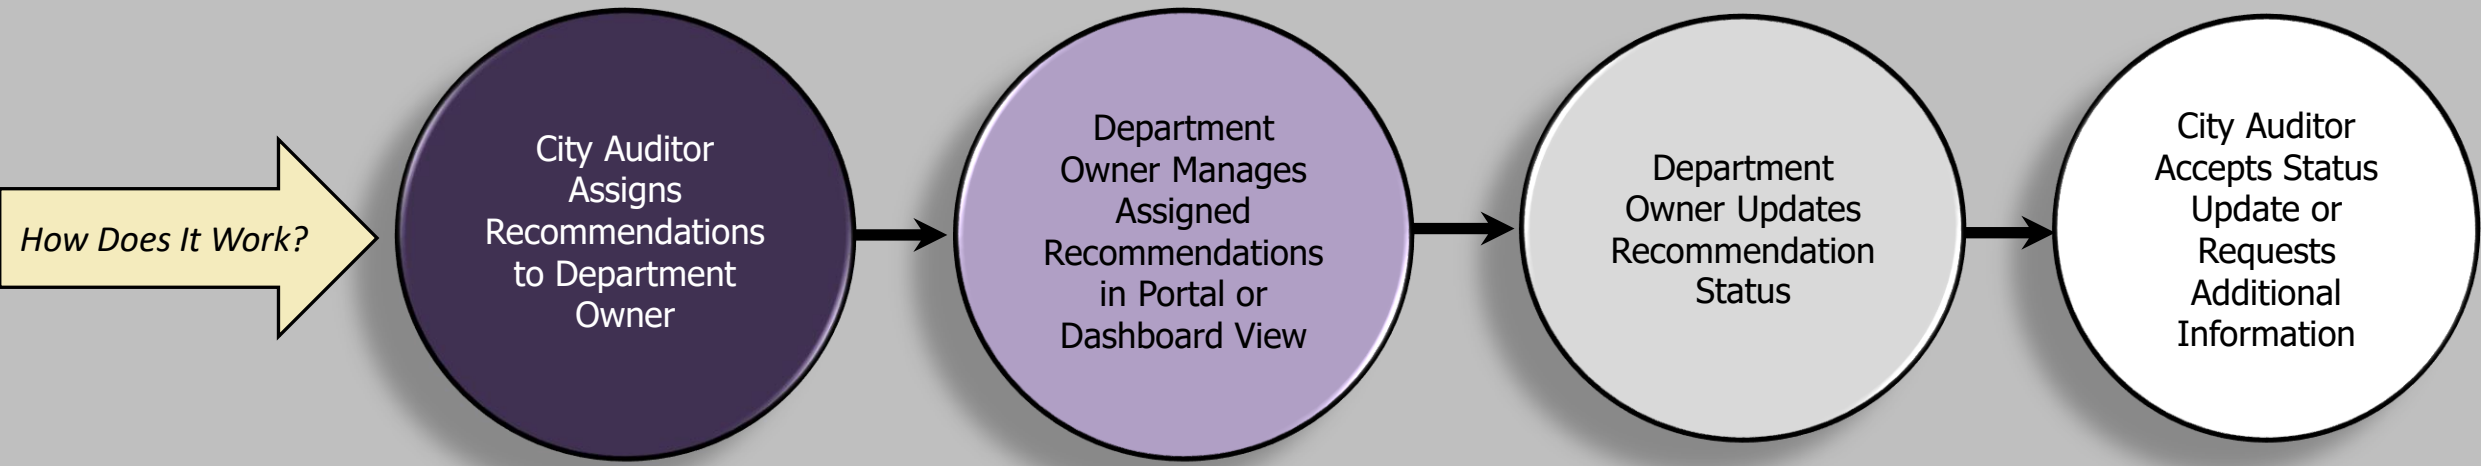 How Does It Work?
City Auditor
Assigns
Recommendations
to Department
Owner
Department
Owner Manages
Assigned
Recommendations
in Portal or
Dashboard View
Department
Owner Updates
Recommendation
Status
City Auditor
Accepts Status
Update or
Requests
Additional
Information